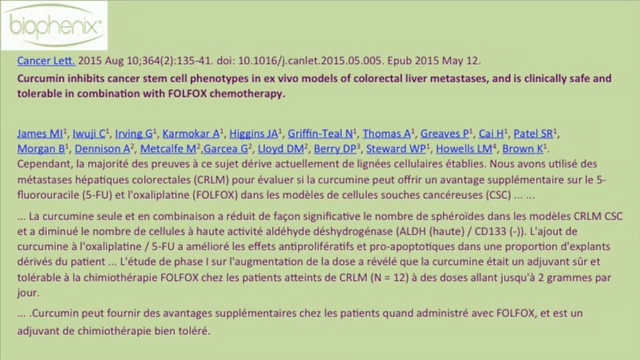 biophenix
Cancer Lett. 2015 Aug 10;364(2):135-41. doi: 10.1016/j.canlet.2015.05.005. Epub 2015 May 12.
Curcumin inhibits cancer stem cell phenotypes in ex vivo models of colorectal liver metastases, and is clinically safe and
tolerable in combination with FOLFOX chemotherapy.
James MI¹, Iwuji C¹, Irving G¹, Karmokar A¹, Higgins JA¹, Griffin-Teal N¹, Thomas A¹, Greaves P¹, Cai H¹, Patel SR¹,
Morgan B¹, Dennison A², Metcalfe M²,Garcea G², Lloyd DM², Berry DP³, Steward WP¹, Howells LM⁴, Brown K¹.
Cependant, la majorité des preuves à ce sujet dérive actuellement de lignées cellulaires établies. Nous avons utilisé des
métastases hépatiques colorectales (CRLM) pour évaluer si la curcumine peut offrir un avantage supplémentaire sur le 5-
fluorouracile (5-FU) et l'oxaliplatine (FOLFOX) dans les modèles de cellules souches cancéreuses (CSC) ... ...
... La curcumine seule et en combinaison a réduit de façon significative le nombre de sphéroïdes dans les modèles CRLM CSC
et a diminué le nombre de cellules à haute activité aldéhyde déshydrogénase (ALDH (haute) / CD133 (-)). L'ajout de
curcumine à l'oxaliplatine / 5-FU a amélioré les effets antiprolifératifs et pro-apoptotiques dans une proportion d'explants
dérivés du patient ... L'étude de phase I sur l'augmentation de la dose a révélé que la curcumine était un adjuvant sûr et
tolérable à la chimiothérapie FOLFOX chez les patients atteints de CRLM (N = 12) à des doses allant jusqu'à 2 grammes par
jour.
... .Curcumin peut fournir des avantages supplémentaires chez les patients quand administré avec FOLFOX, et est un
adjuvant de chimiothérapie bien toléré.